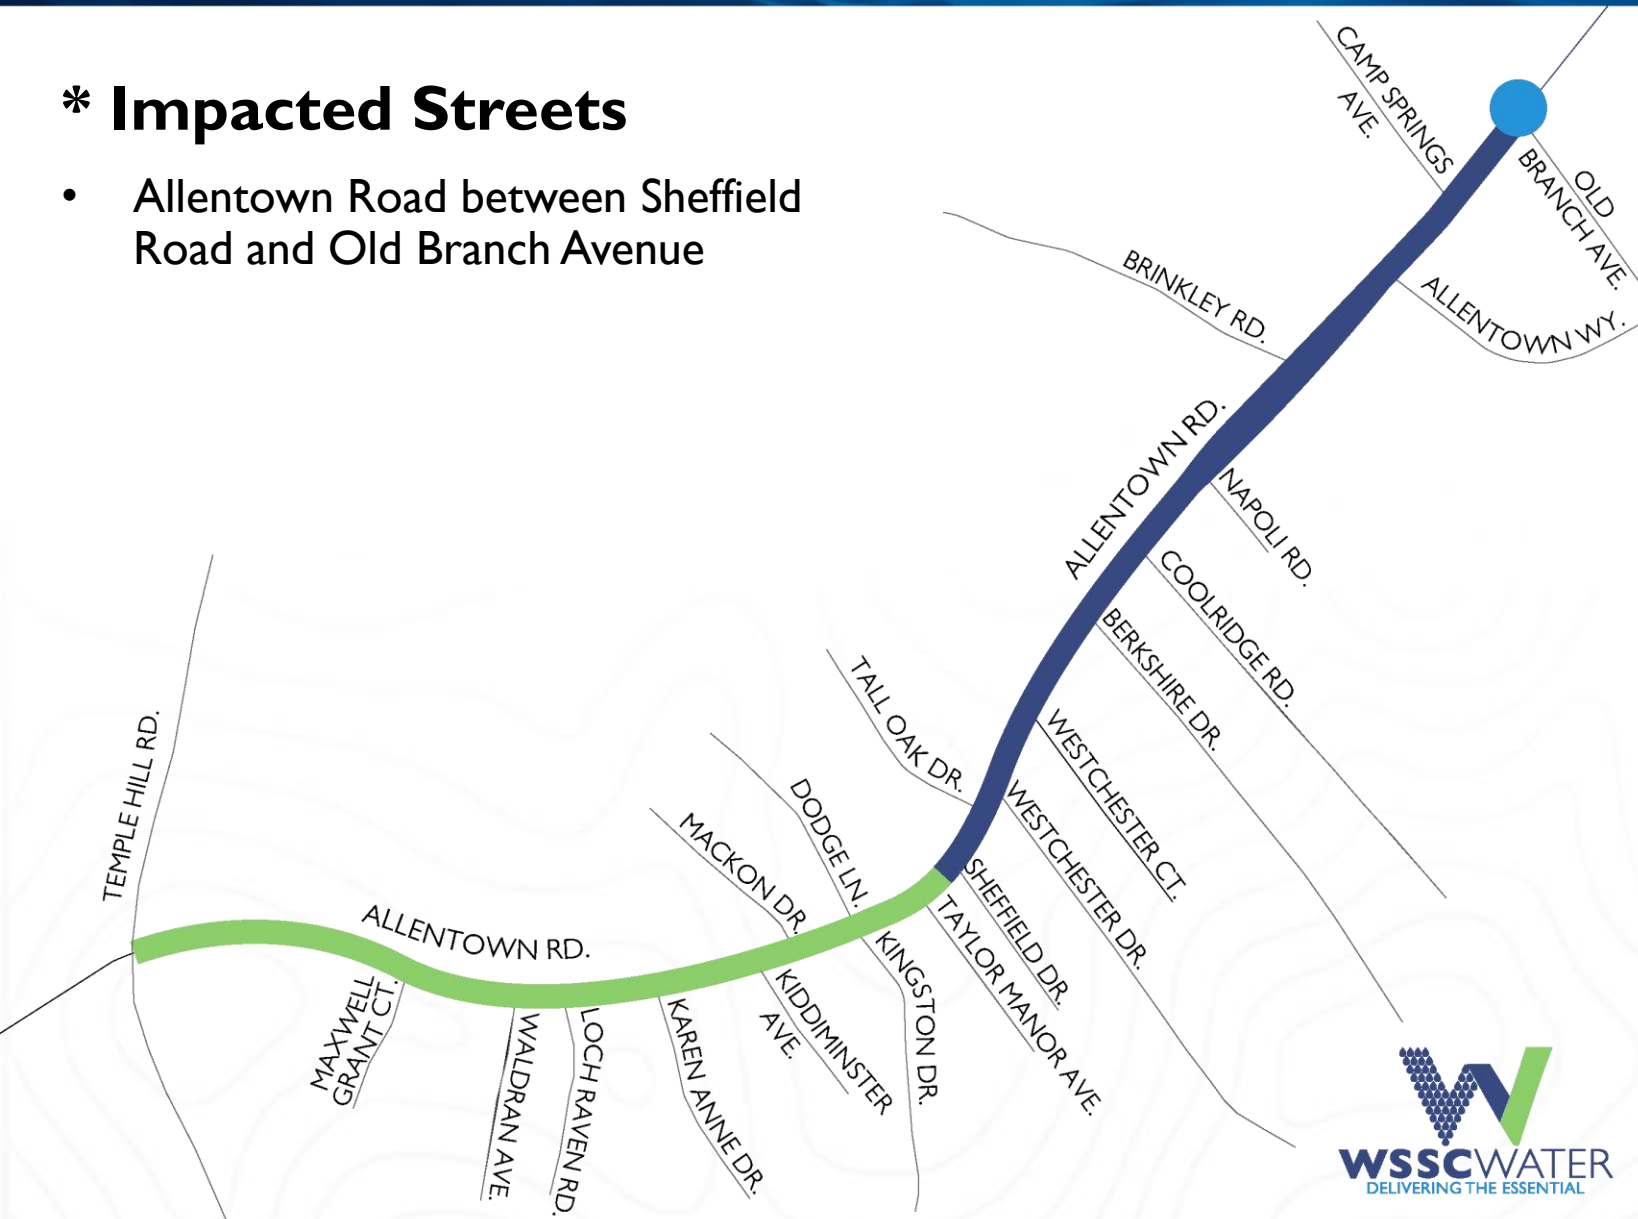 * Impacted Streets
• Allentown Road between Sheffield
Road and Old Branch Avenue
CAMP SPRINGS
AVE.
OLD
BRANCH AVE.
BRINKLEY RD.
ALLENTOWN WY.
ALLENTOWN RD.
NAPOLI RD.
COOLRIDGE RD.
BERKSHIRE DR.
TALL OAK DR.
WESTCHESTER CT.
WESTCHESTER DR.
TEMPLE HILL RD.
DODGE LN.
MACKON DR.
SHEFFIELD DR.
TAYLOR MANOR AVE.
ALLENTOWN RD.
KINGSTON DR.
KIDDIMINSTER
AVE.
MAXWELL
GRANT CT.
WALDRAN AVE.
LOCH RAVEN RD.
KAREN ANNE DR.
WSSCWATER
DELIVERING THE ESSENTIAL